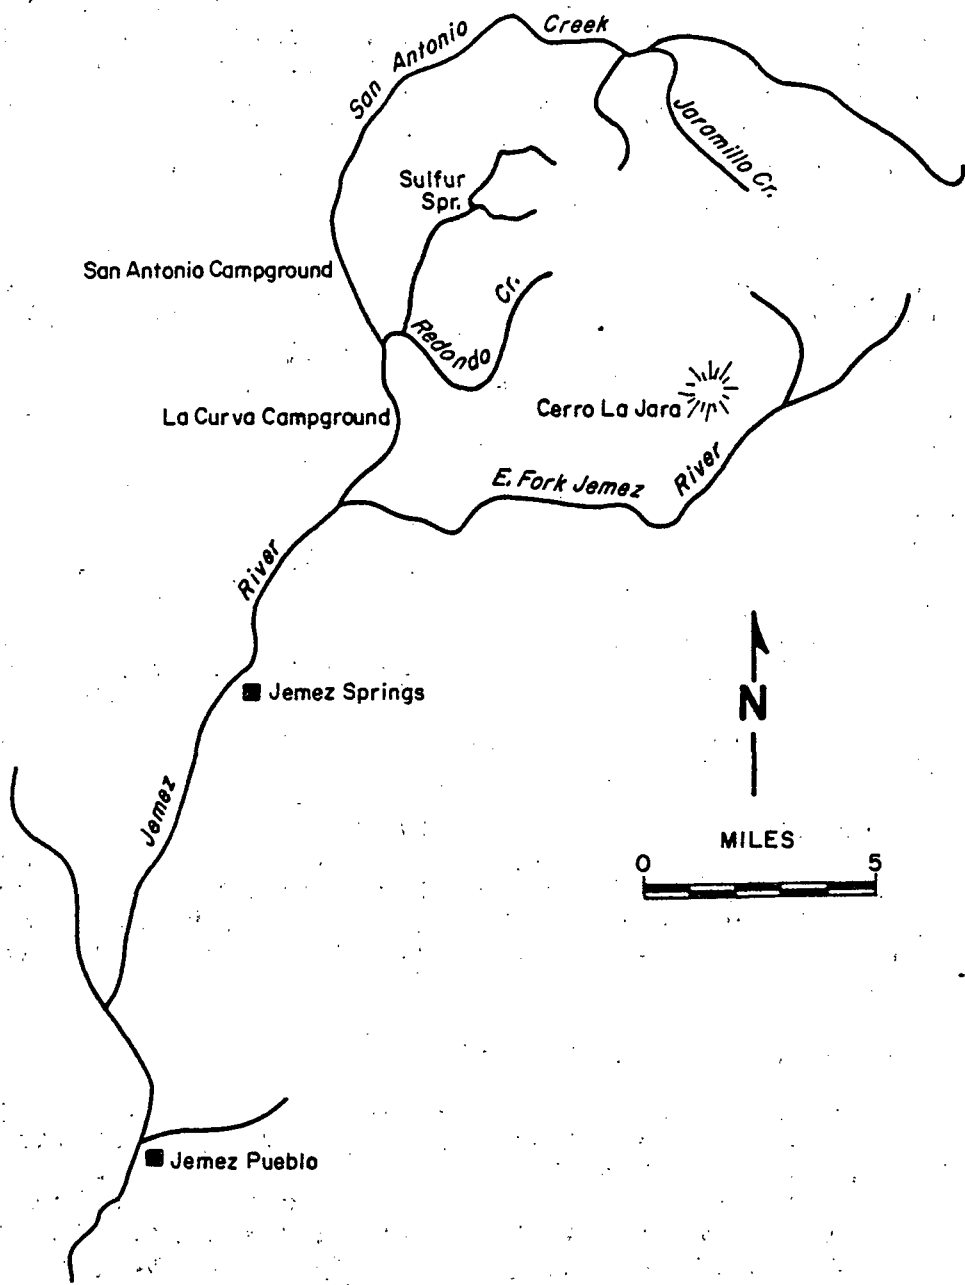 San Antonio Creek
Jaramillo Cr.
Sulfur
Spr.
San Antonio Campground
Redondo Cr.
La Curva Campground
Cerro La Jara
E. Fork Jemez River
Jemez River
Jemez Springs
N
MILES
0 5
Jemez Pueblo